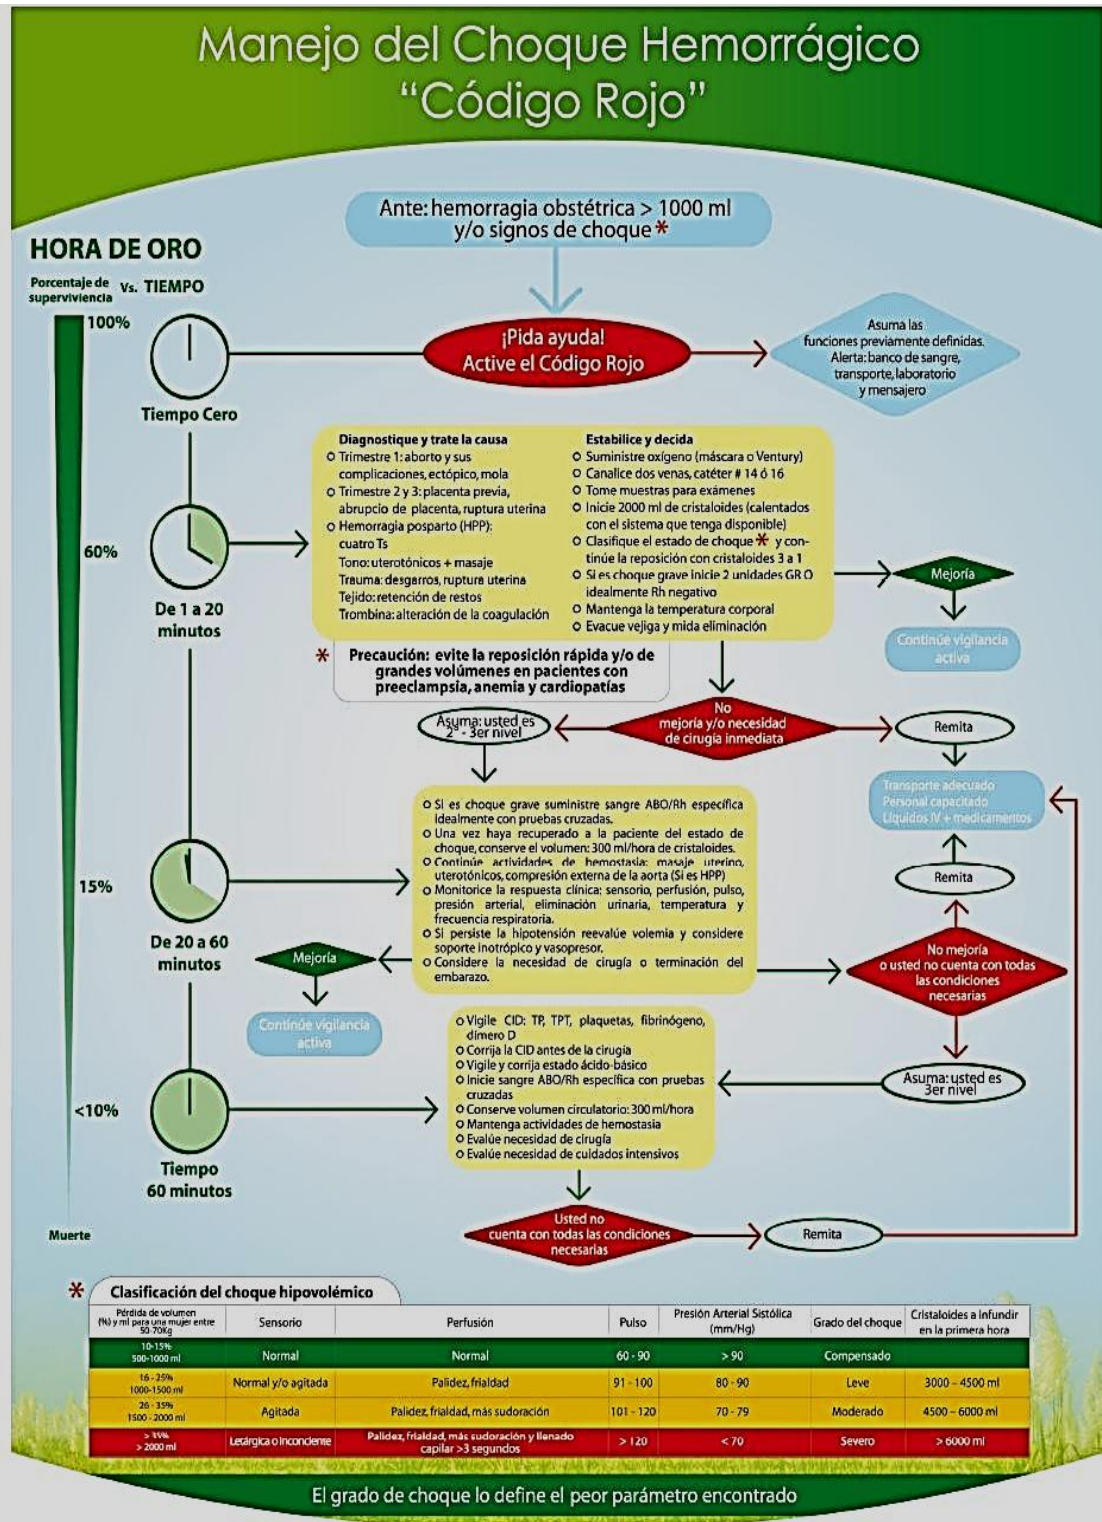 Manejo del Choque Hemorrágico
“Código Rojo”
Ante: hemorragia obstétrica > 1000 ml
y/o signos de choque *
HORA DE ORO
Porcentaje de
superviviencia
Vs. TIEMPO
100%
¡Pida ayuda!
Active el Código Rojo
Asuma las
funciones previamente definidas.
Alerta: banco de sangre,
transporte, laboratorio
y mensajero
Tiempo Cero
Diagnostique y trate la causa
Trimestre 1: aborto y sus
complicaciones, ectópico, mola
Trimestre 2 y 3: placenta previa,
abrupcio de placenta, ruptura uterina
Hemorragia posparto (HPP):
cuatro Ts
Tono: uterotónicos + masaje
Trauma: desgarros, ruptura uterina
Tejido: retención de restos
Trombina: alteración de la coagulación
Estabilice y decida
Suministre oxígeno (máscara o Ventury)
Canalice dos venas, catéter # 14 ó 16
Tome muestras para exámenes
Inicie 2000 ml de cristaloides (calentados
con el sistema que tenga disponible)
Clasifique el estado de choque * y con-
tinúe la reposición con cristaloides 3 a 1
Si es choque grave inicie 2 unidades GR O
idealmente Rh negativo
Mantenga la temperatura corporal
Evacue vejiga y mida eliminación
60%
De 1 a 20
minutos
Mejoría
Continúe vigilancia
activa
* Precaución: evite la reposición rápida y/o de
grandes volúmenes en pacientes con
preeclampsia, anemia y cardiopatías
Asuma: usted es
2º - 3er nivel
No
mejoría y/o necesidad
de cirugía inmediata
Remita
Transporte adecuado
Personal capacitado
Líquidos IV + medicamentos
Si es choque grave suministre sangre ABO/Rh específica
idealmente con pruebas cruzadas.
Una vez haya recuperado a la paciente del estado de
choque, conserve el volumen: 300 ml/hora de cristaloides.
Continúe actividades de hemostasia: masaje uterino,
uterotónicos, compresión externa de la aorta (Si es HPP)
Monitorice la respuesta clínica: sensorio, perfusión, pulso,
presión arterial, eliminación urinaria, temperatura y
frecuencia respiratoria.
Si persiste la hipotensión reevalúe volemia y considere
soporte inotrópico y vasopresor.
Considere la necesidad de cirugía o terminación del
embarazo.
15%
De 20 a 60
minutos
Remita
Mejoría
Continúe vigilancia
activa
No mejoría
o usted no cuenta con todas
las condiciones
necesarias
Asuma: usted es
3er nivel
Vigile CID: TP, TPT, plaquetas, fibrinógeno,
dímero D
Corrija la CID antes de la cirugía
Vigile y corrija estado ácido-básico
Inicie sangre ABO/Rh específica con pruebas
cruzadas
Conserve volumen circulatorio: 300 ml/hora
Mantenga actividades de hemostasia
Evalúe necesidad de cirugía
Evalúe necesidad de cuidados intensivos
<10%
Tiempo
60 minutos
Muerte
Usted no
cuenta con todas las condiciones
necesarias
Remita
* Clasificación del choque hipovolémico
Pérdida de volumen
(%) y ml para una mujer entre
50-70Kg
Sensorio
Perfusión
Pulso
Presión Arterial Sistólica
(mm/Hg)
Grado del choque
Cristaloides a infundir
en la primera hora
10-15%
500-1000 ml
Normal
Normal
60 - 90
> 90
Compensado
16 - 25%
1000-1500 ml
Normal y/o agitada
Palidez, frialdad
91 - 100
80 - 90
Leve
3000 – 4500 ml
26 - 35%
1500 - 2000 ml
Agitada
Palidez, frialdad, más sudoración
101 - 120
70 - 79
Moderado
4500 – 6000 ml
> 35%
> 2000 ml
Letárgica o inconciente
Palidez, frialdad, más sudoración y llenado
capilar >3 segundos
> 120
< 70
Severo
> 6000 ml
El grado de choque lo define el peor parámetro encontrado